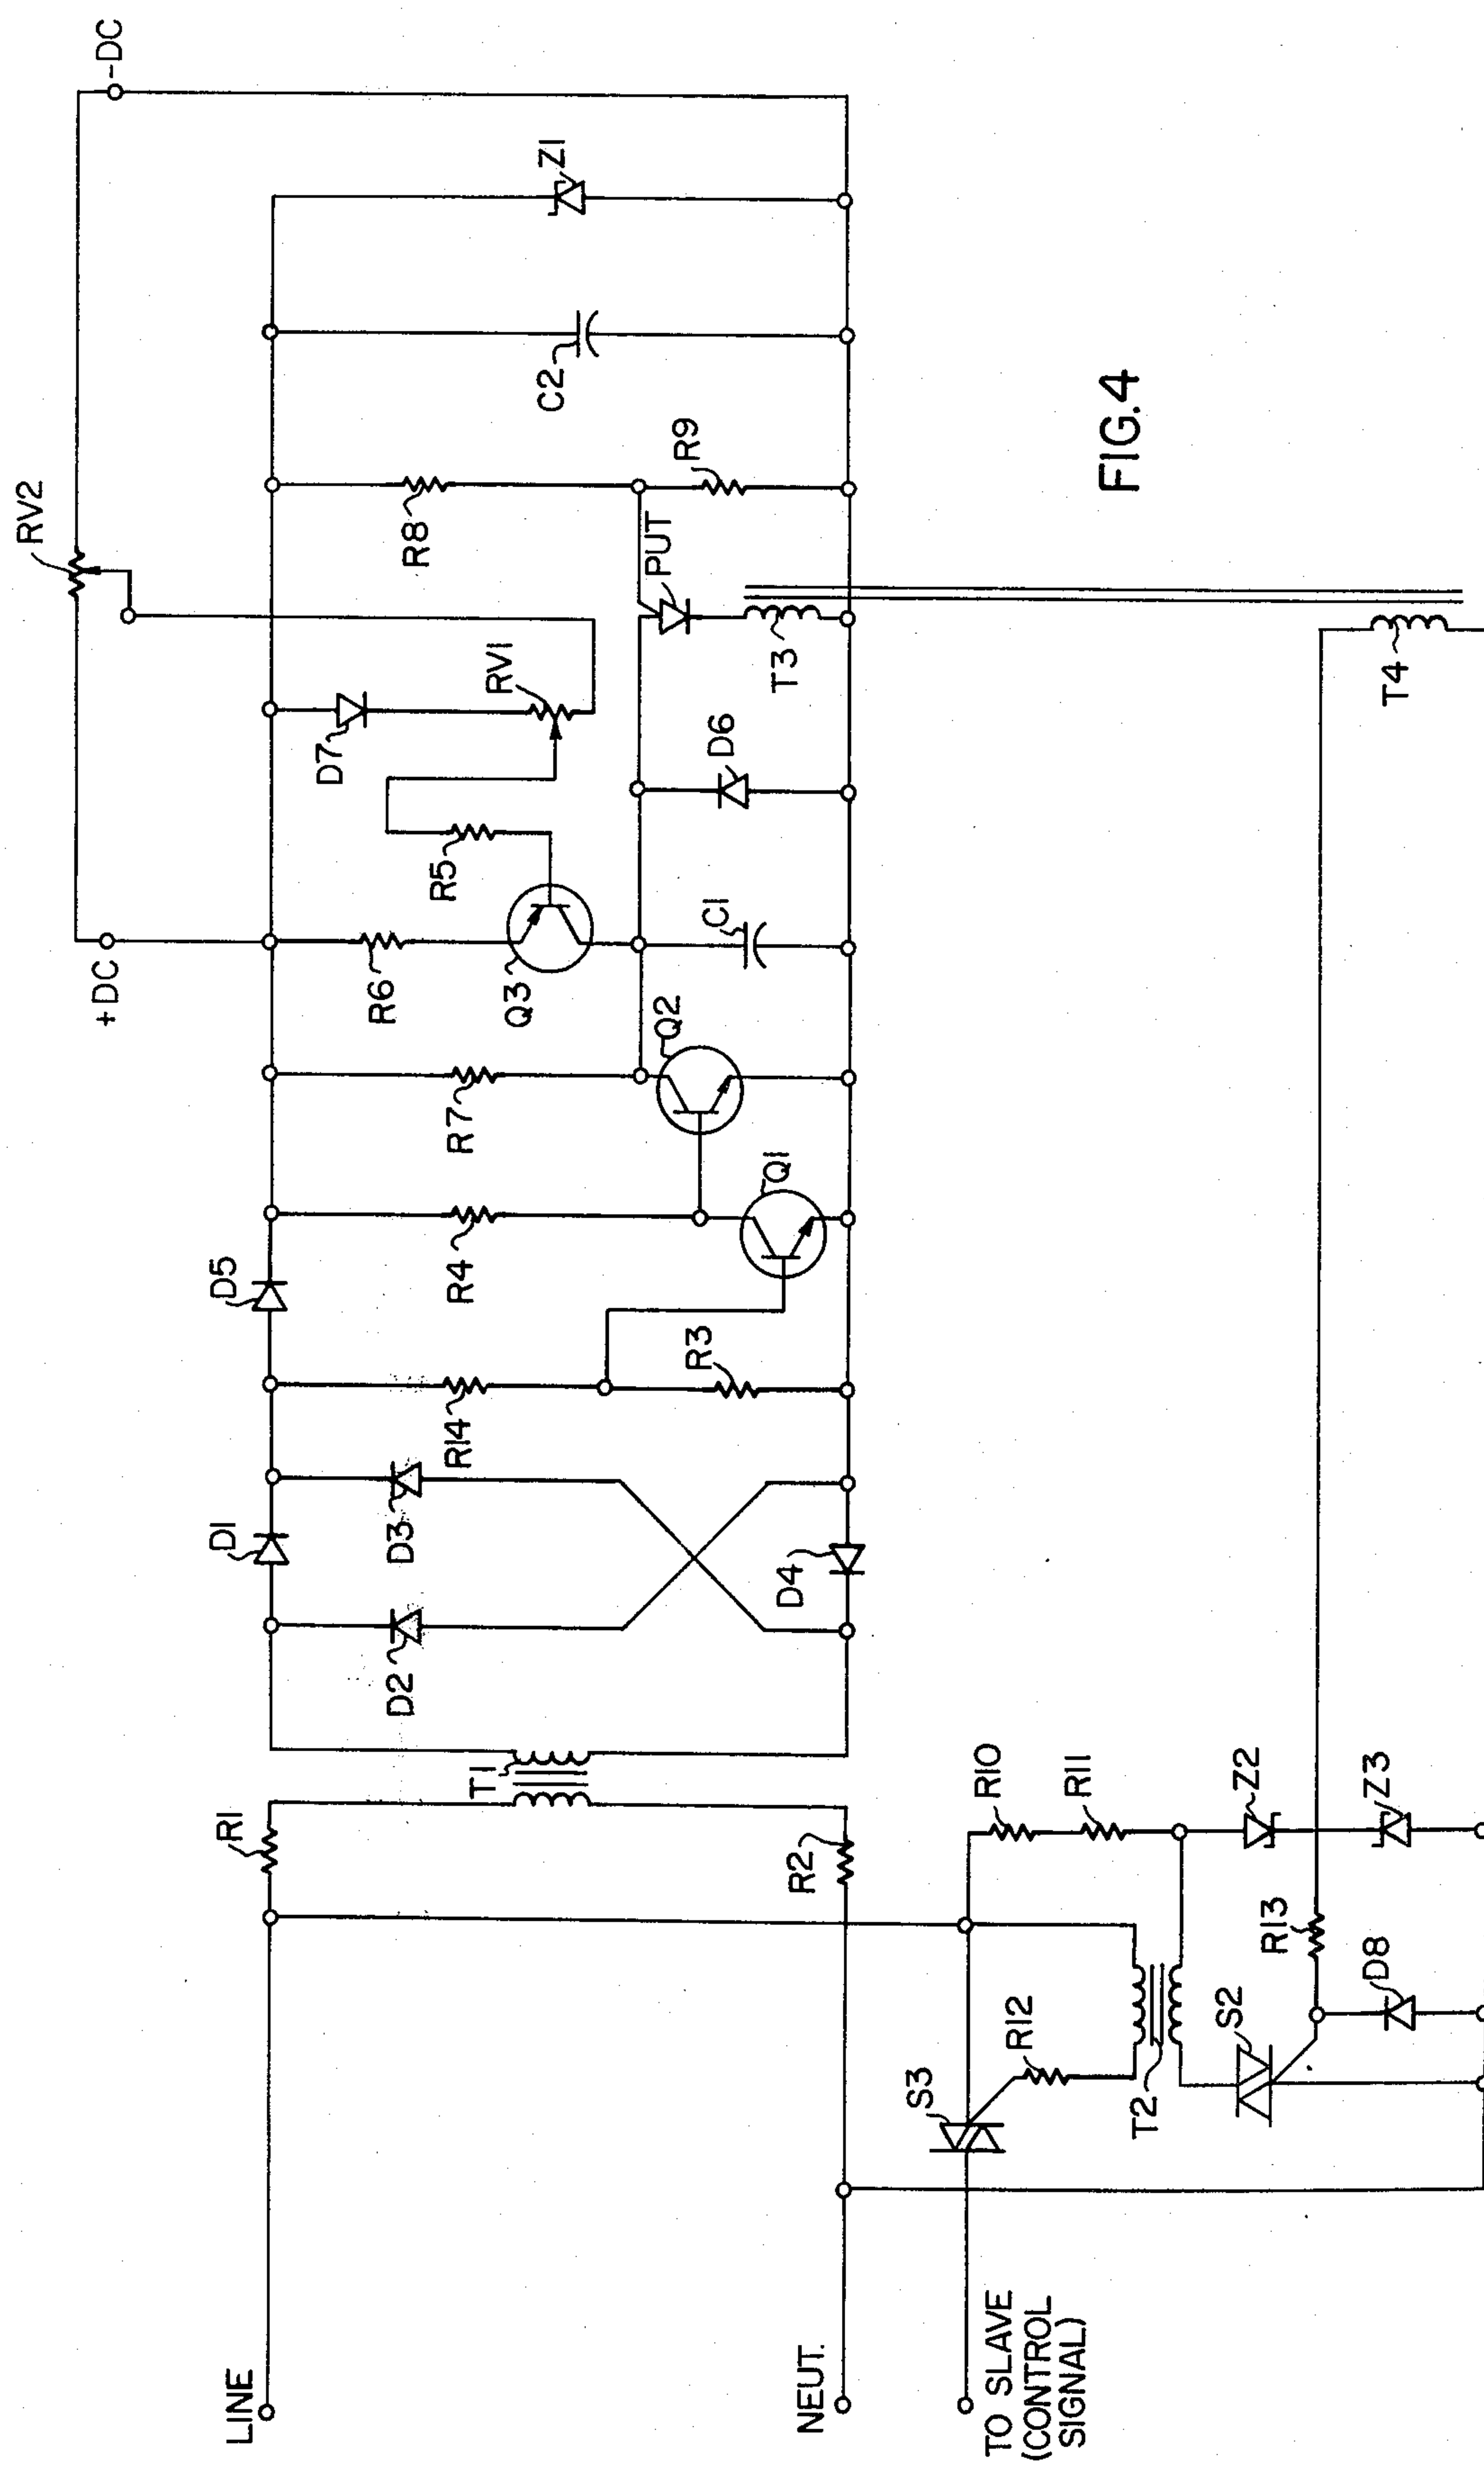 LINE
NEUT.
TO SLAVE
(CONTROL
SIGNAL)
R1
R2
T1
D1
D2
D3
D4
D5
R14
R3
R4
Q1
R7
Q2
+DC
R6
Q3
R5
C1
D7
RV1
D6
RV2
R8
PUT
T3
R9
C2
Z1
-DC
S3
R12
T2
S2
R10
R11
R13
D8
Z2
Z3
T4
FIG.4